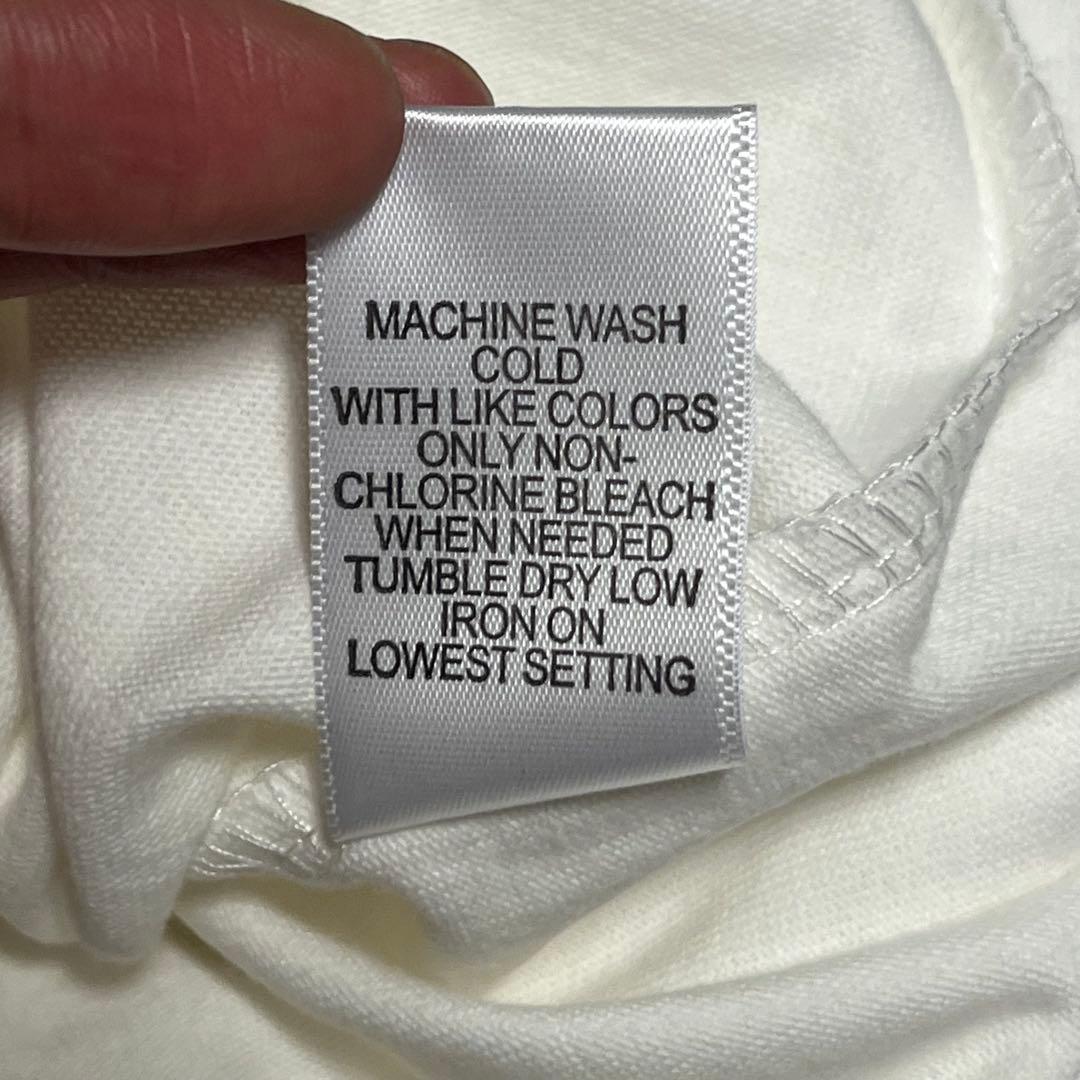 MACHINE WASH
COLD
WITH LIKE COLORS
ONLY NON-
CHLORINE BLEACH
WHEN NEEDED
TUMBLE DRY LOW
IRON ON
LOWEST SETTING